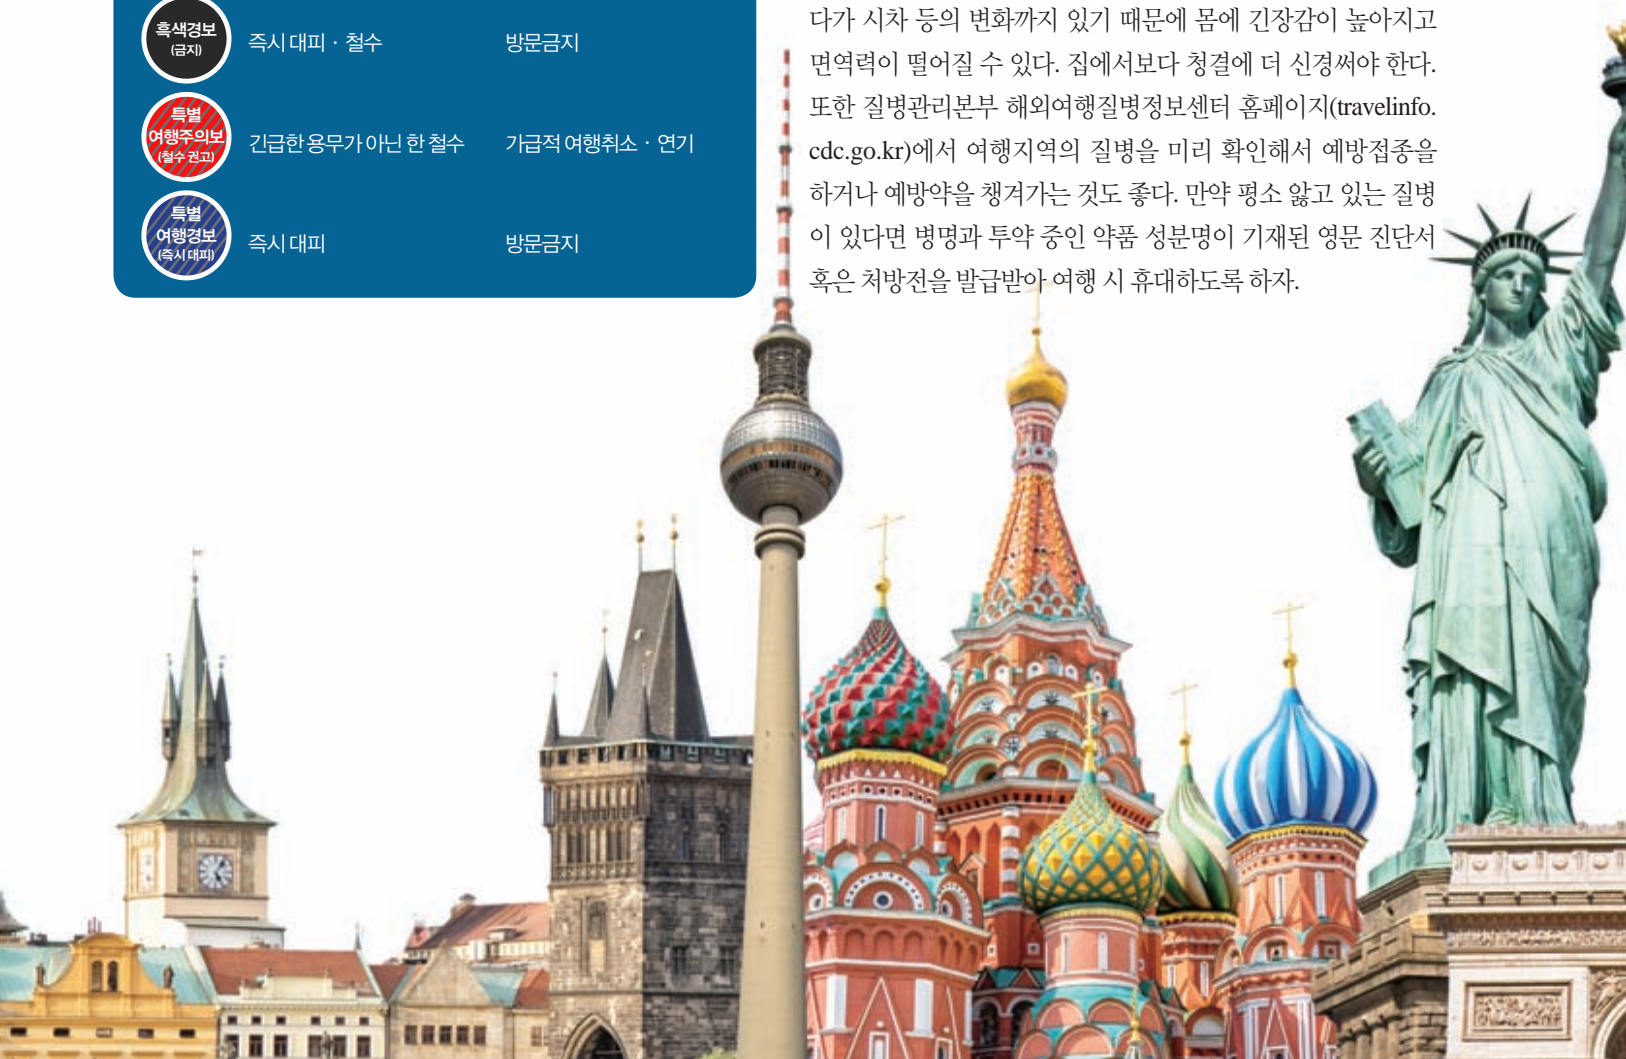 흑색경보
(금지)
즉시 대피 · 철수
방문금지
특별
여행주의보
(철수 권고)
긴급한 용무가 아닌 한 철수
가급적 여행취소 · 연기
특별
여행경보
(즉시 대피)
즉시 대피
방문금지
다가 시차 등의 변화까지 있기 때문에 몸에 긴장감이 높아지고
면역력이 떨어질 수 있다. 집에서보다 청결에 더 신경써야 한다.
또한 질병관리본부 해외여행질병정보센터 홈페이지(travelinfo.
cdc.go.kr)에서 여행지역의 질병을 미리 확인해서 예방접종을
하거나 예방약을 챙겨가는 것도 좋다. 만약 평소 앓고 있는 질병
이 있다면 병명과 투약 중인 약품 성분명이 기재된 영문 진단서
혹은 처방전을 발급받아 여행 시 휴대하도록 하자.